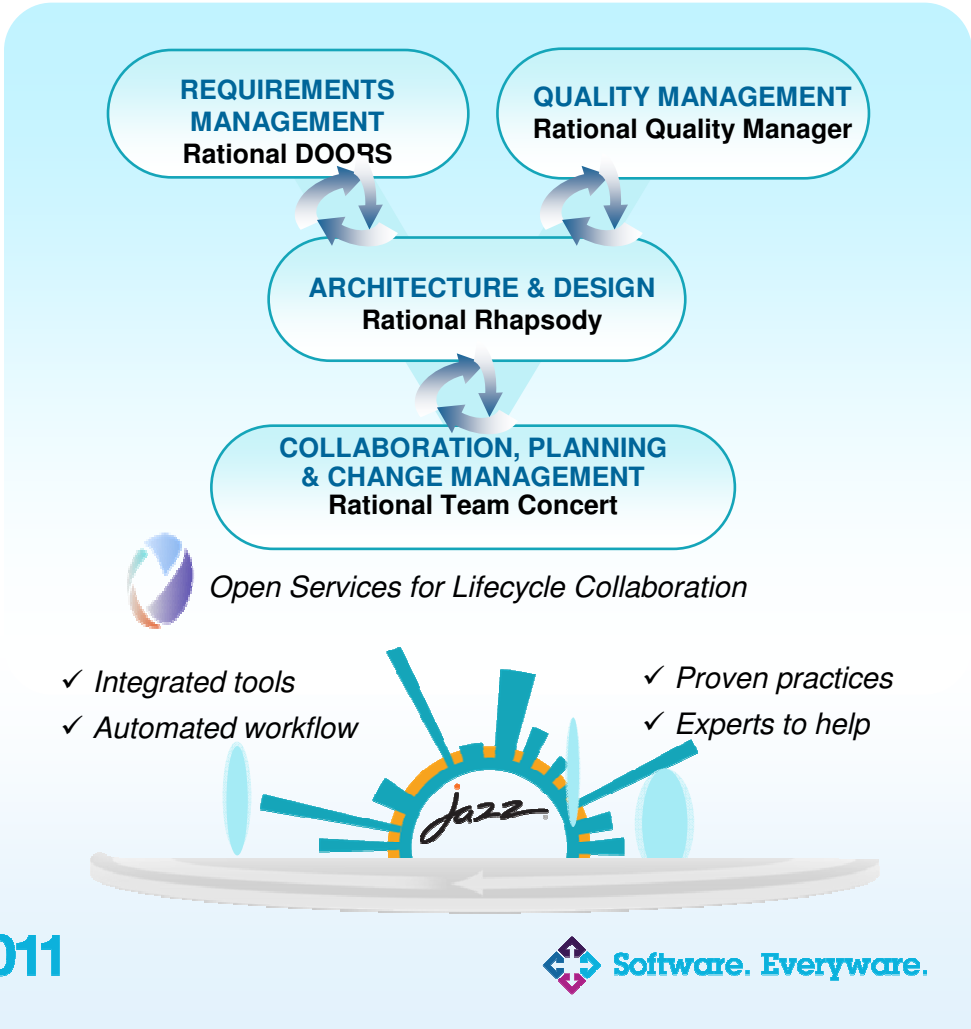 REQUIREMENTS
MANAGEMENT
Rational DOORS
QUALITY MANAGEMENT
Rational Quality Manager
ARCHITECTURE & DESIGN
Rational Rhapsody
COLLABORATION, PLANNING
& CHANGE MANAGEMENT
Rational Team Concert
Open Services for Lifecycle Collaboration
✓ Integrated tools
✓ Automated workflow
✓ Proven practices
✓ Experts to help
jazz
011
Software. Everyware.